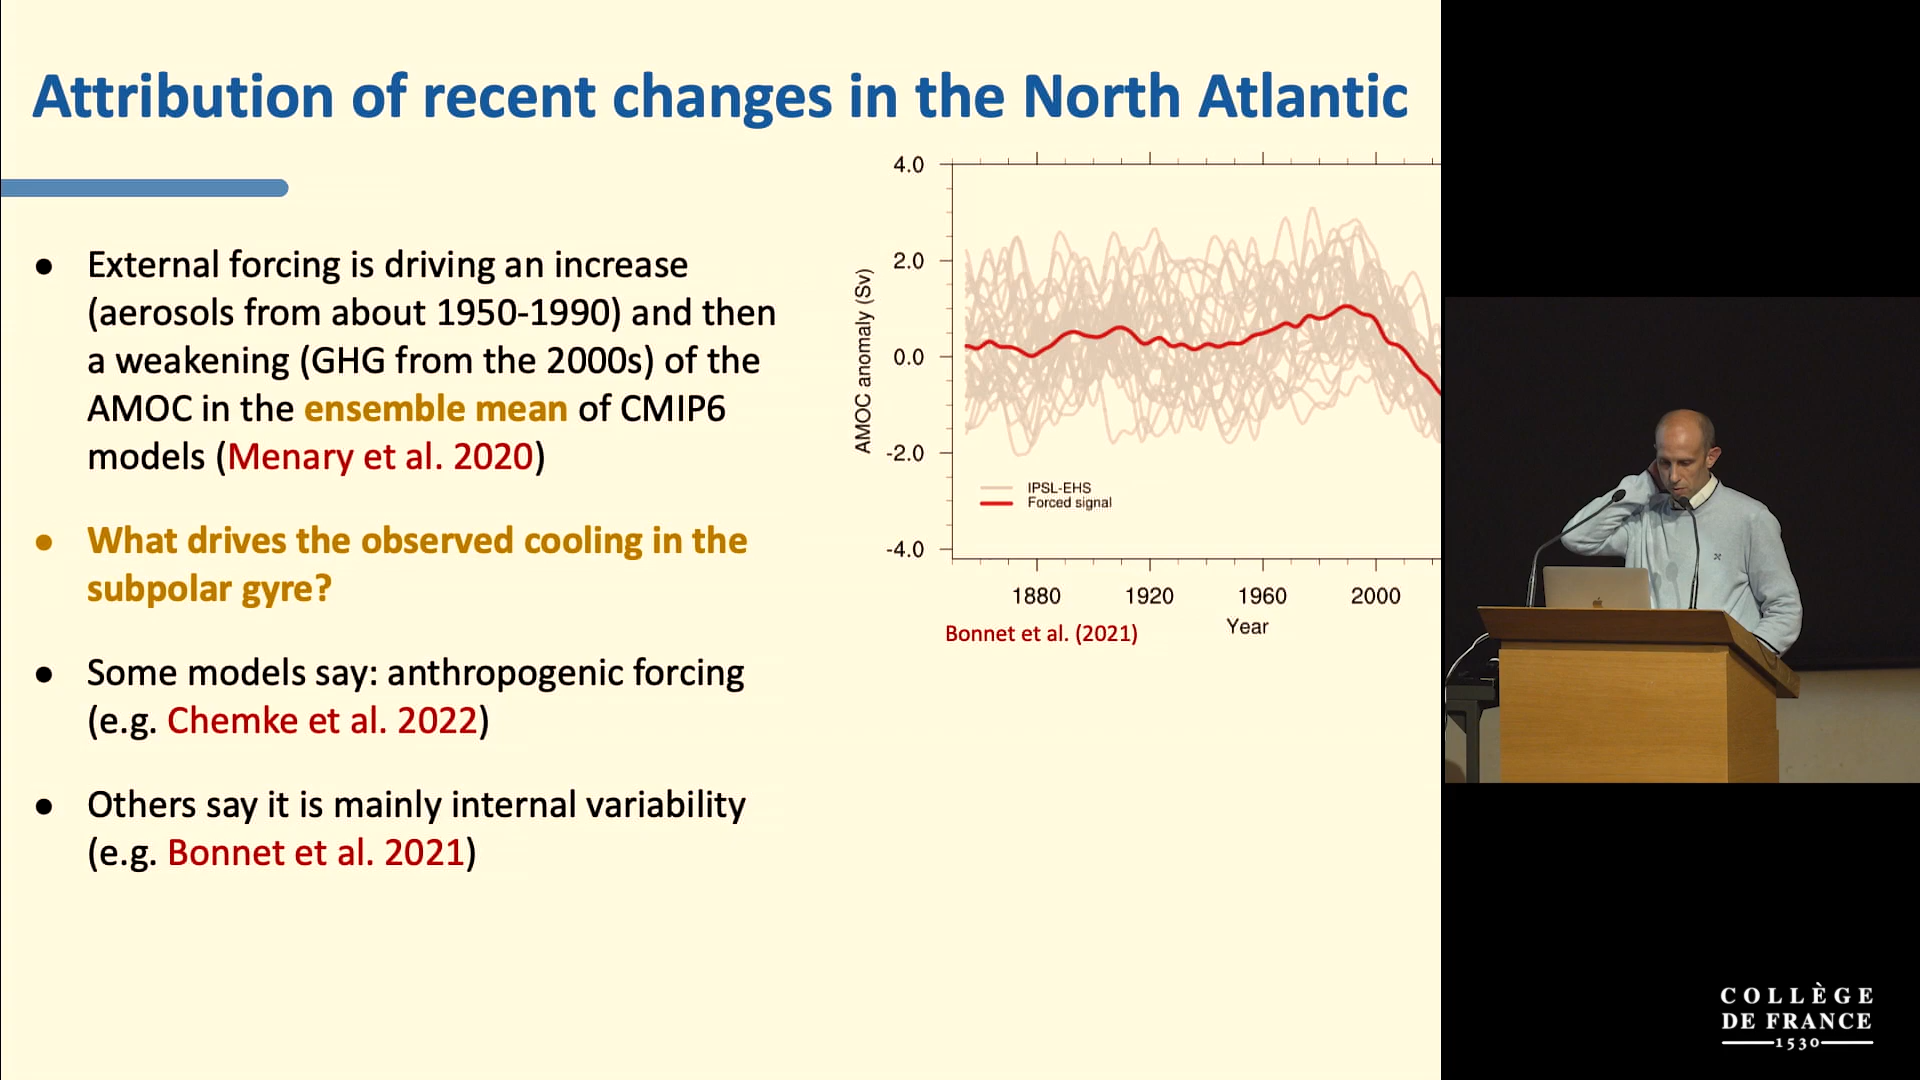 Attribution of recent changes in the North Atlantic
● External forcing is driving an increase
(aerosols from about 1950-1990) and then
a weakening (GHG from the 2000s) of the
AMOC in the ensemble mean of CMIP6
models (Menary et al. 2020)
● What drives the observed cooling in the
subpolar gyre?
● Some models say: anthropogenic forcing
(e.g. Chemke et al. 2022)
● Others say it is mainly internal variability
(e.g. Bonnet et al. 2021)
4.0
2.0
0.0
-2.0
-4.0
AMOC anomaly (Sv)
IPSL-EHS
Forced signal
1880 1920 1960 2000
Year
Bonnet et al. (2021)
COLLÈGE
DE FRANCE
1530